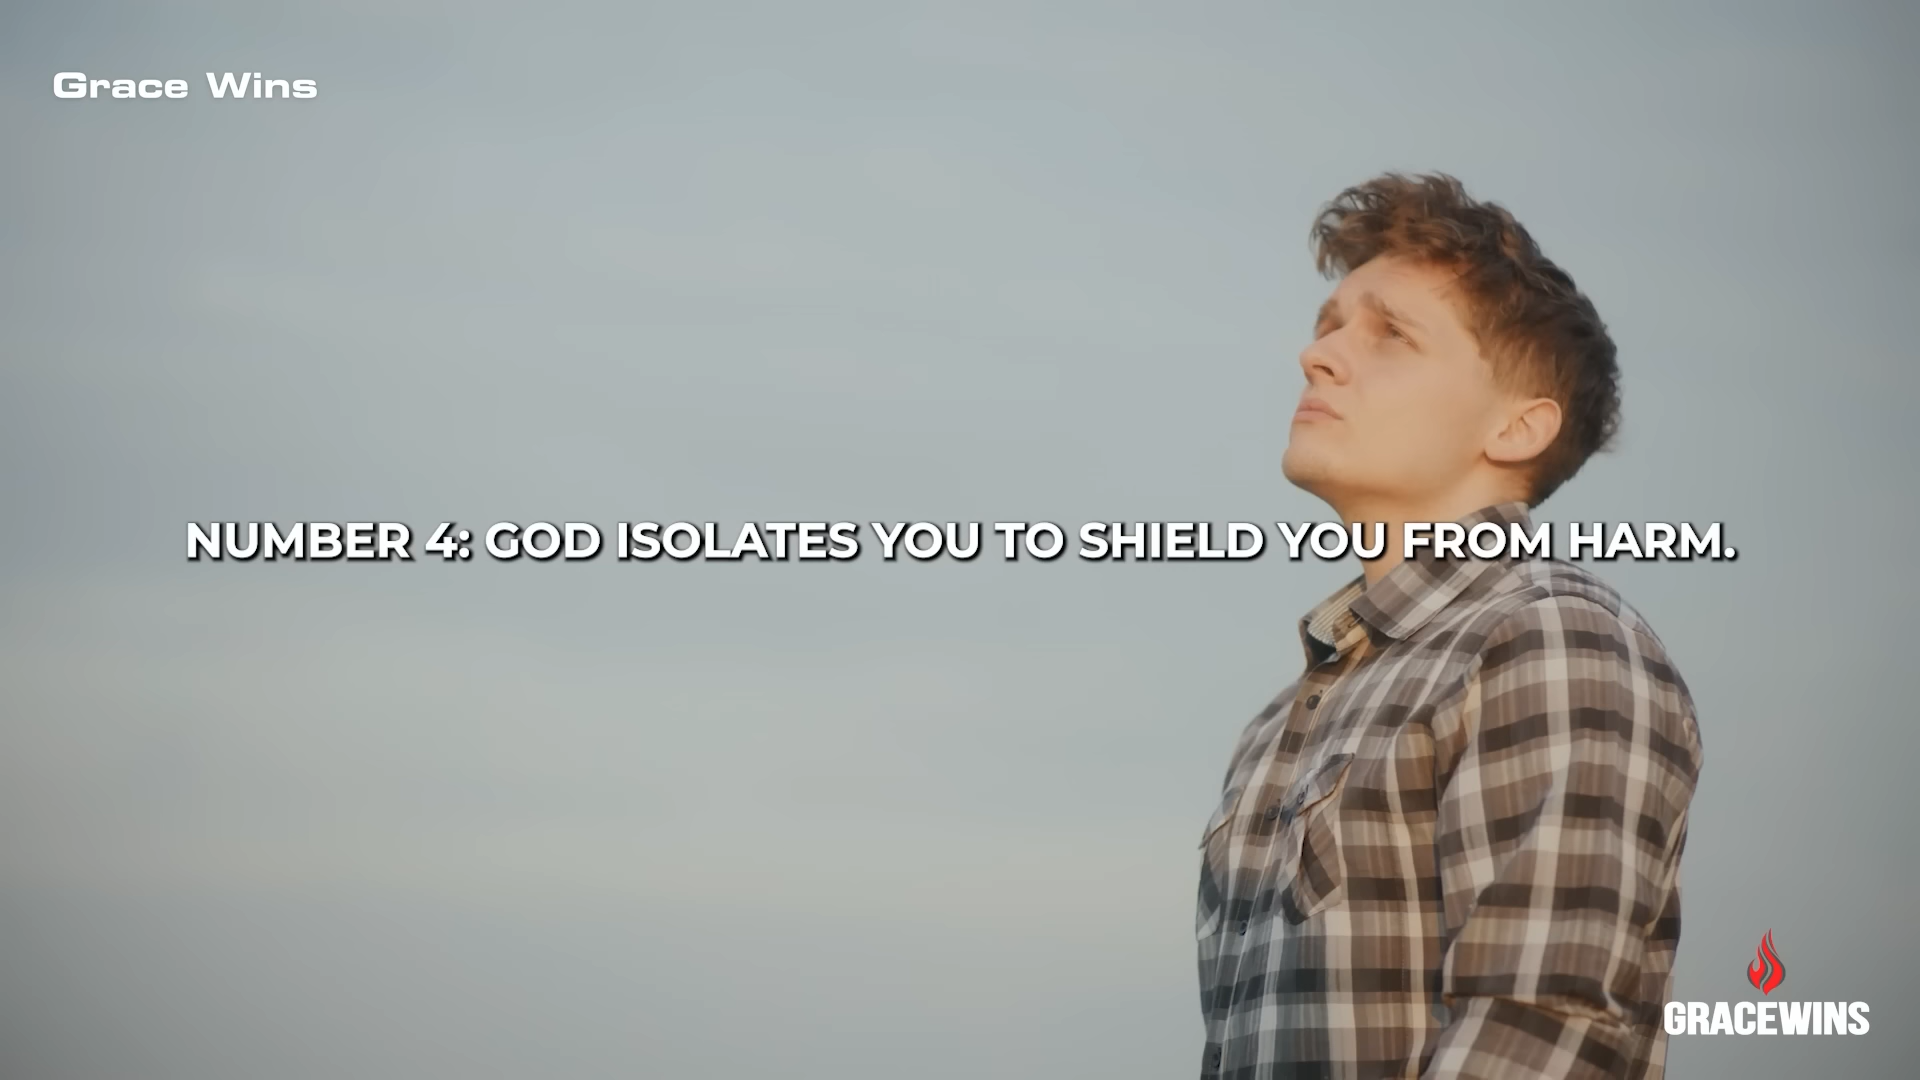 Grace Wins
NUMBER 4: GOD ISOLATES YOU TO SHIELD YOU FROM HARM.
GRACEWINS